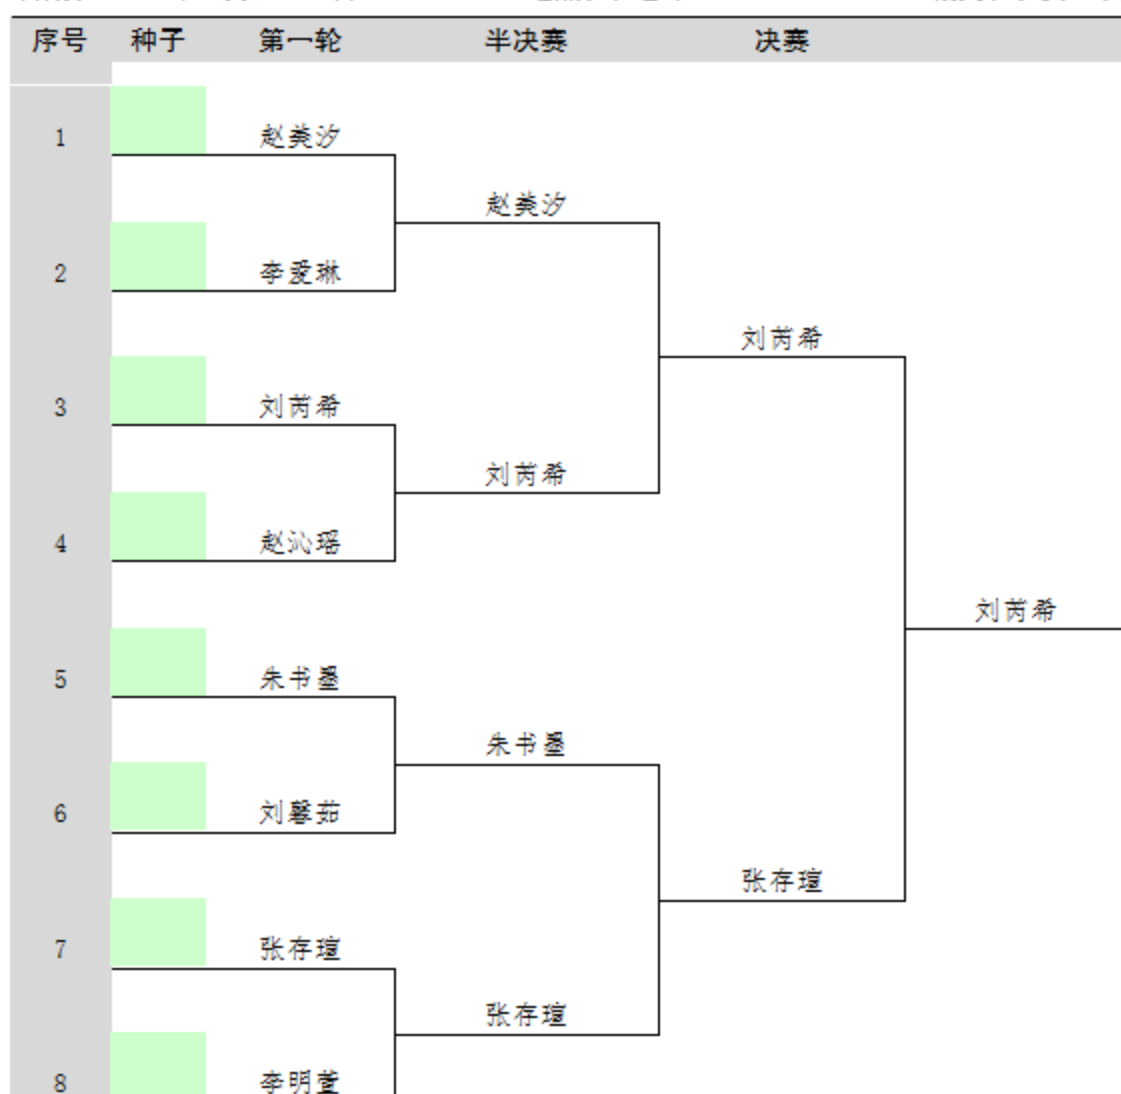 序号 种子 第一轮 半决赛 决赛
1 赵美汐
赵美汐
2 李爱琳
刘芮希
3 刘芮希
刘芮希
4 赵沁瑶
刘芮希
5 朱书墨
朱书墨
6 刘馨茹
张存瑄
7 张存瑄
张存瑄
8 李明萱